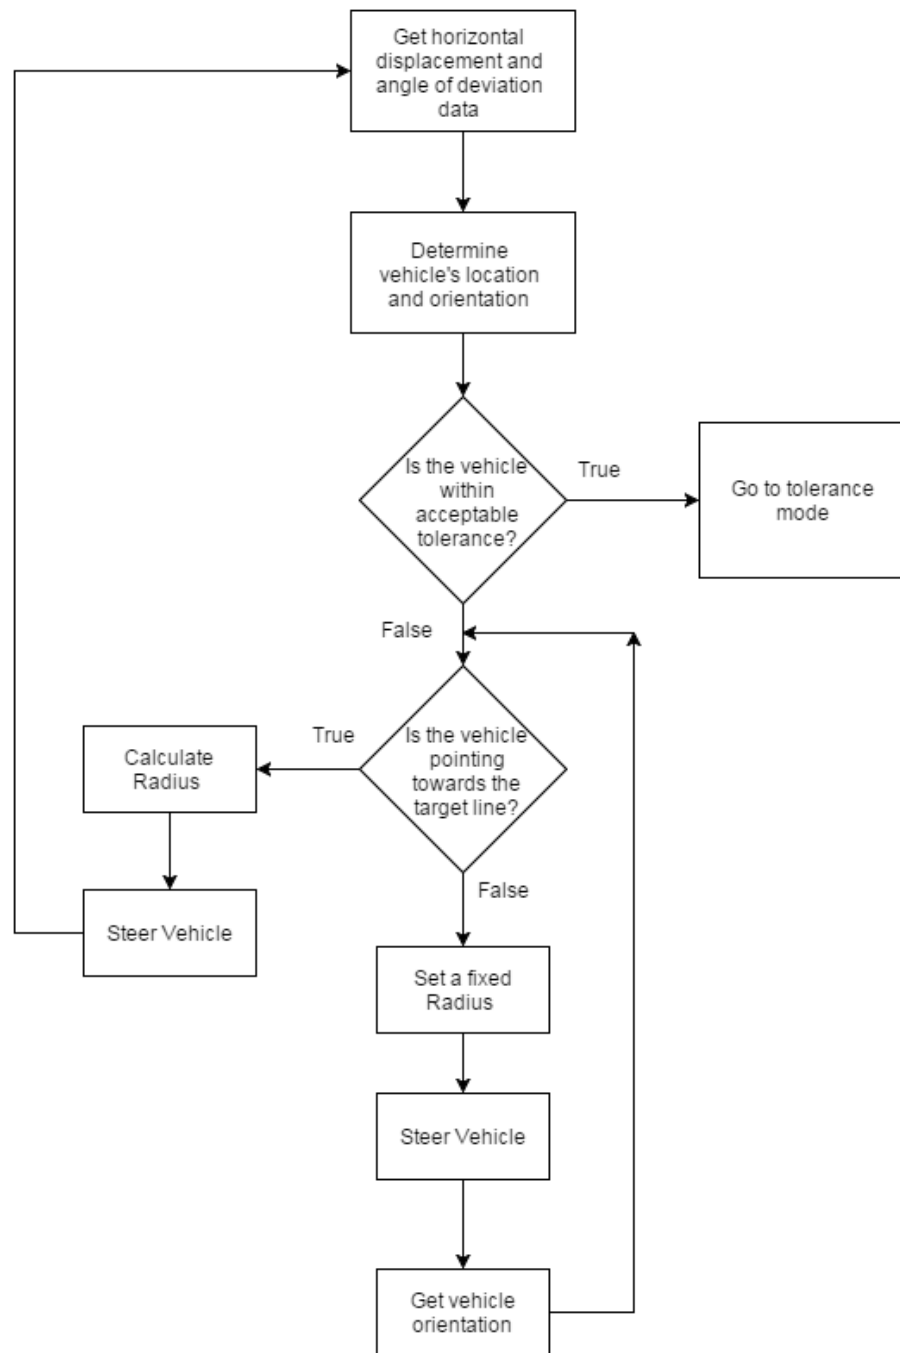 Get horizontal
displacement and
angle of deviation
data
Determine
vehicle's location
and orientation
Is the vehicle
within
acceptable
tolerance?
True
Go to tolerance
mode
False
Is the vehicle
pointing
towards the
target line?
True
Calculate
Radius
Steer Vehicle
False
Set a fixed
Radius
Steer Vehicle
Get vehicle
orientation